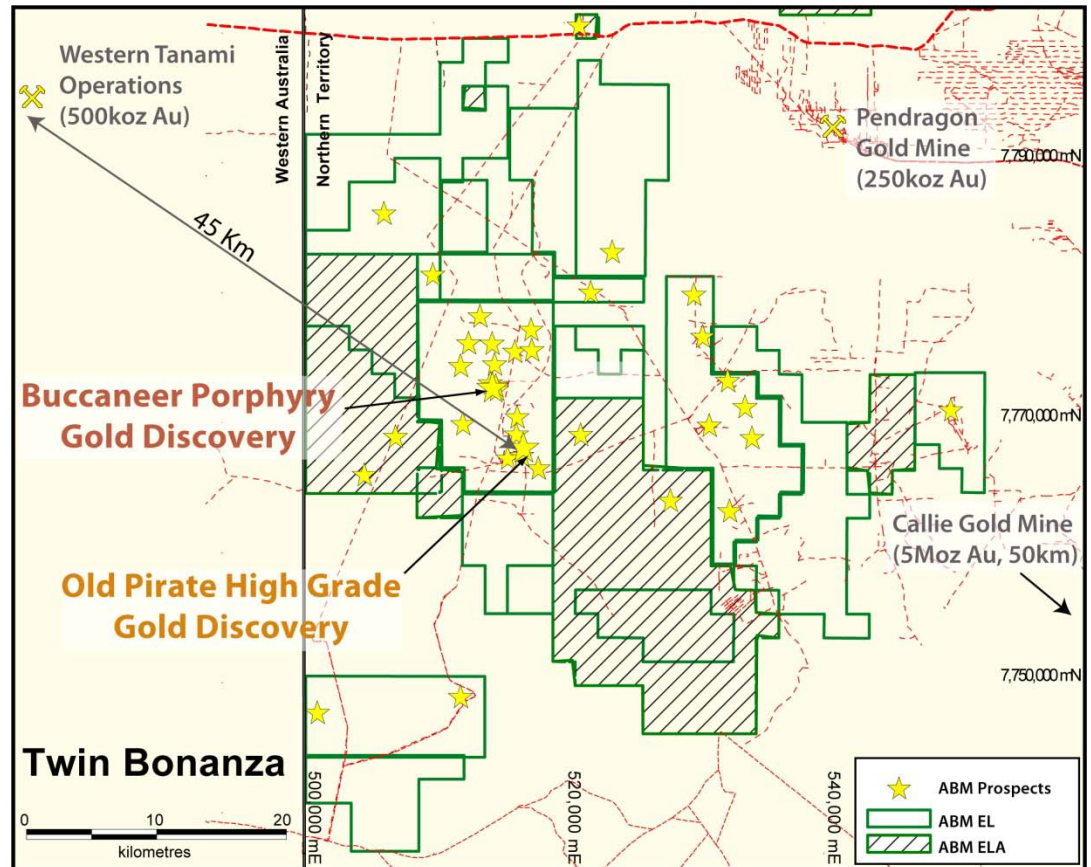 Western Tanami
Operations
(500koz Au)
Western Australia
Northern Territory
Pendragon
Gold Mine
(250koz Au)
7,790,000 mN
45 Km
Buccaneer Porphyry
Gold Discovery
7,770,000 mN
Callie Gold Mine
(5Moz Au, 50km)
Old Pirate High Grade
Gold Discovery
7,750,000 mN
Twin Bonanza
0 10 20
kilometres
500,000 mE
520,000 mE
540,000 mE
ABM Prospects
ABM EL
ABM ELA